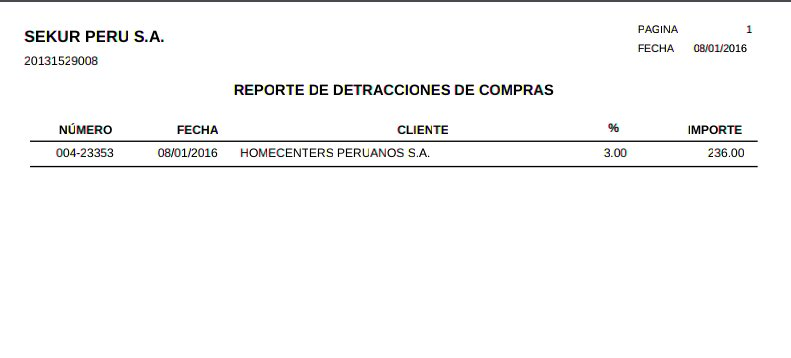 SEKUR PERU S.A.
20131529008
PAGINA 1
FECHA 08/01/2016
REPORTE DE DETRACCIONES DE COMPRAS
NÚMERO FECHA CLIENTE % IMPORTE
004-23353 08/01/2016 HOMECENTERS PERUANOS S.A. 3.00 236.00